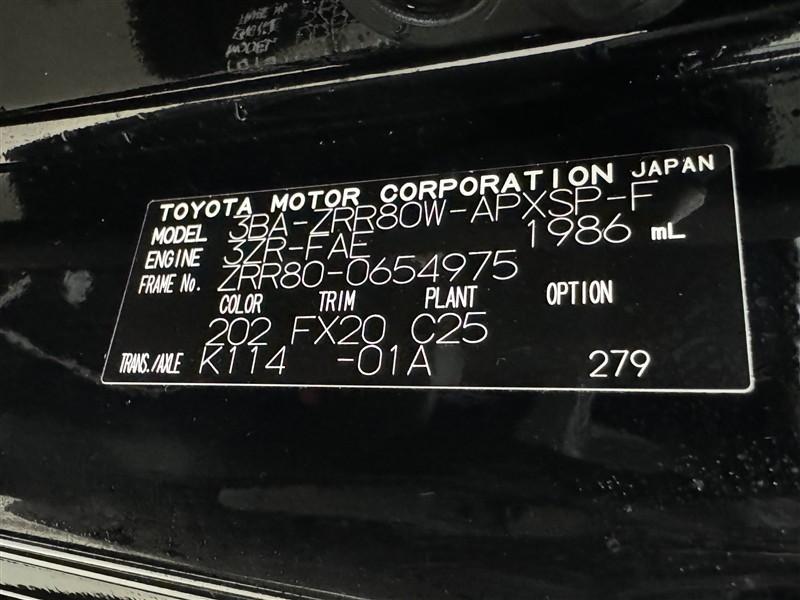 TOYOTA MOTOR CORPORATION JAPAN
MODEL 3BA-ZRR80W-APXSP-F
ENGINE 3ZR-FAE 1986 mL
FRAME No. ZRR80-0654975
COLOR TRIM PLANT OPTION
202 FX20 C25
TRANS./AXLE K114 -01A 279